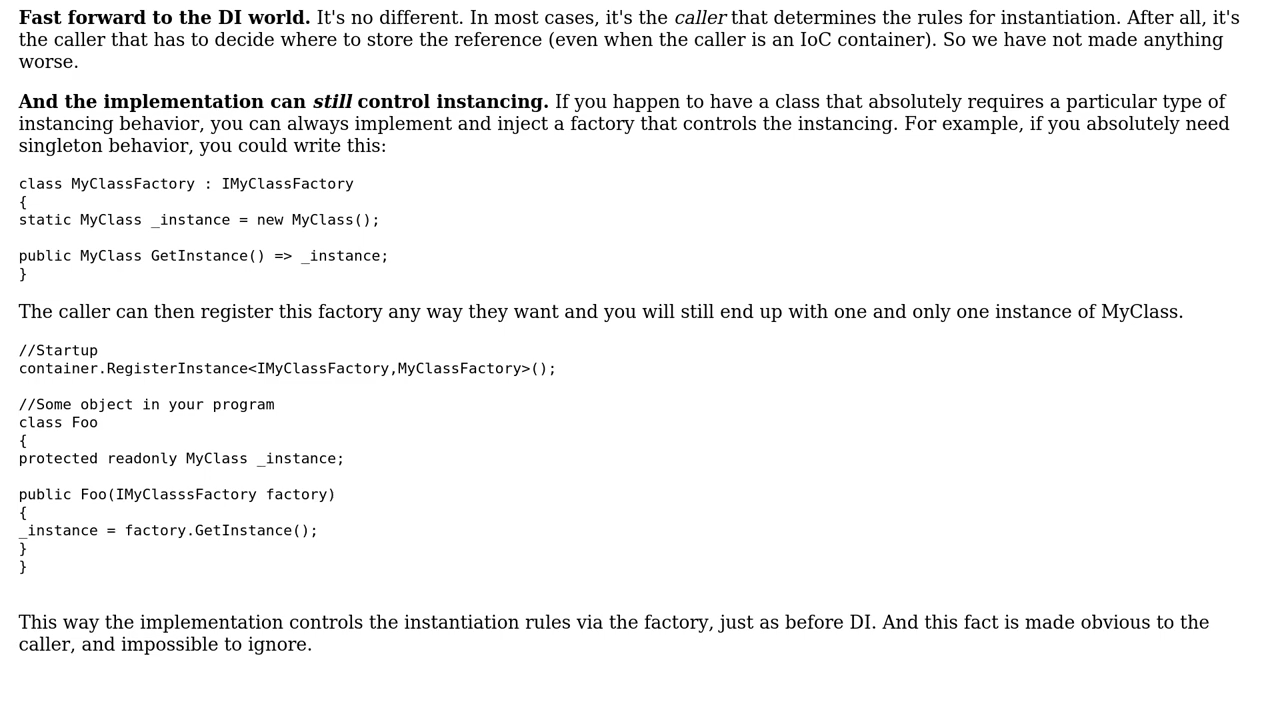 Fast forward to the DI world. It's no different. In most cases, it's the caller that determines the rules for instantiation. After all, it's
the caller that has to decide where to store the reference (even when the caller is an IoC container). So we have not made anything
worse.
And the implementation can still control instancing. If you happen to have a class that absolutely requires a particular type of
instancing behavior, you can always implement and inject a factory that controls the instancing. For example, if you absolutely need
singleton behavior, you could write this:
class MyClassFactory : IMyClassFactory
{
static MyClass _instance = new MyClass();
public MyClass GetInstance() => _instance;
}
The caller can then register this factory any way they want and you will still end up with one and only one instance of MyClass.
//Startup
container.RegisterInstance<IMyClassFactory,MyClassFactory>();
//Some object in your program
class Foo
{
protected readonly MyClass _instance;
public Foo(IMyClasssFactory factory)
{
_instance = factory.GetInstance();
}
}
This way the implementation controls the instantiation rules via the factory, just as before DI. And this fact is made obvious to the
caller, and impossible to ignore.